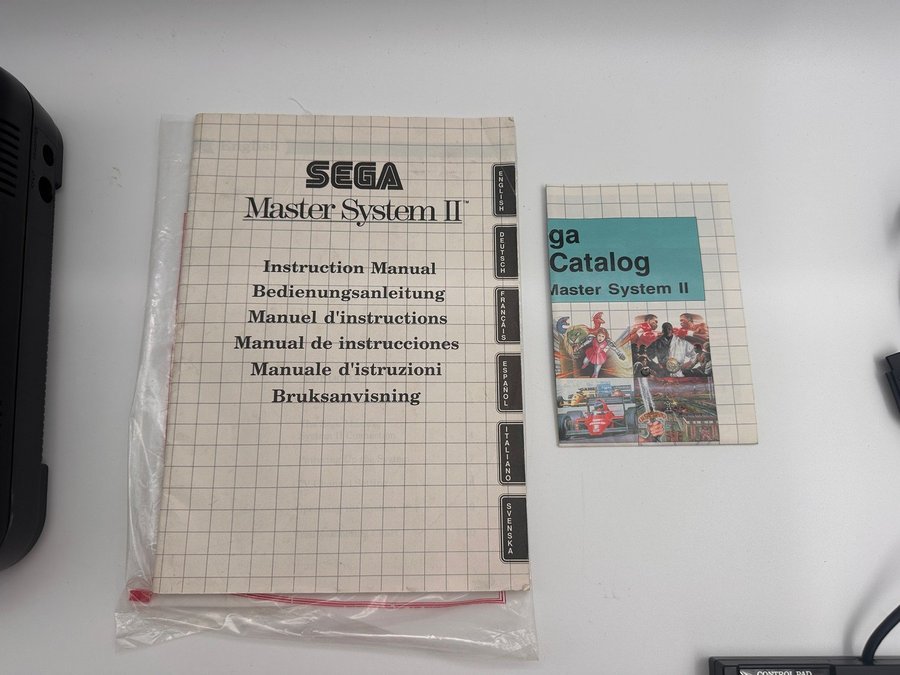 SEGA
Master System II™
Instruction Manual
Bedienungsanleitung
Manuel d'instructions
Manual de instrucciones
Manuale d'istruzioni
Bruksanvisning
ENGLISH
DEUTSCH
FRANÇAIS
ESPAÑOL
ITALIANO
SVENSKA
ga
Catalog
Master System II
CONTROL PAD